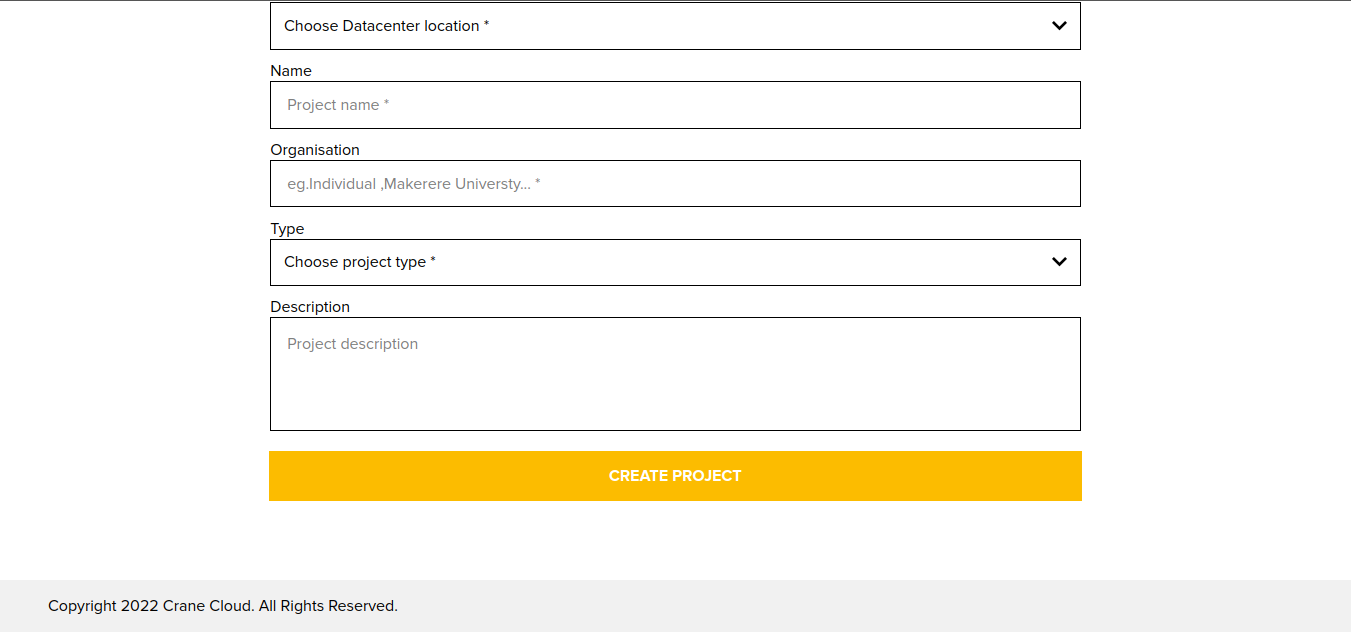 Choose Datacenter location *
Name
Project name *
Organisation
eg.Individual ,Makerere Universty... *
Type
Choose project type *
Description
Project description
CREATE PROJECT
Copyright 2022 Crane Cloud. All Rights Reserved.